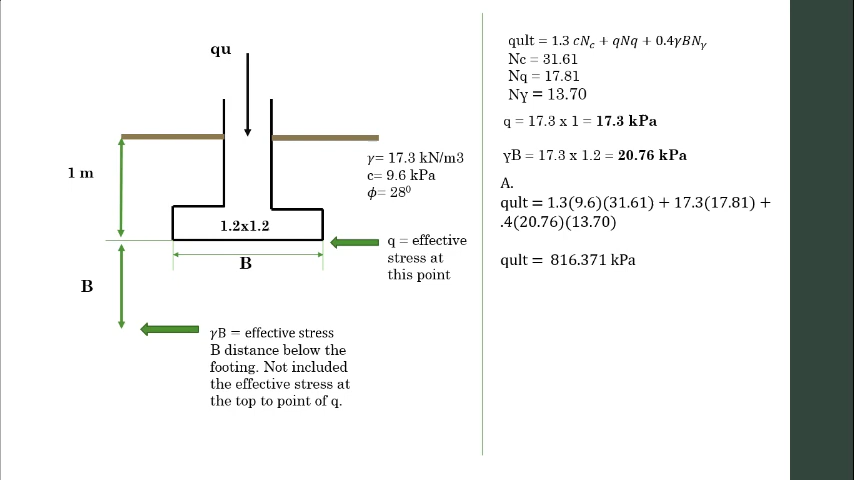 qu
1 m
γ= 17.3 kN/m3
c= 9.6 kPa
ϕ= 28⁰
1.2x1.2
q = effective
stress at
this point
B
B
γB = effective stress
B distance below the
footing. Not included
the effective stress at
the top to point of q.
qult = 1.3 cN_c + qNq + 0.4γBN_γ
Nc = 31.61
Nq = 17.81
Nγ = 13.70
q = 17.3 x 1 = 17.3 kPa
γB = 17.3 x 1.2 = 20.76 kPa
A.
qult = 1.3(9.6)(31.61) + 17.3(17.81) +
.4(20.76)(13.70)
qult = 816.371 kPa